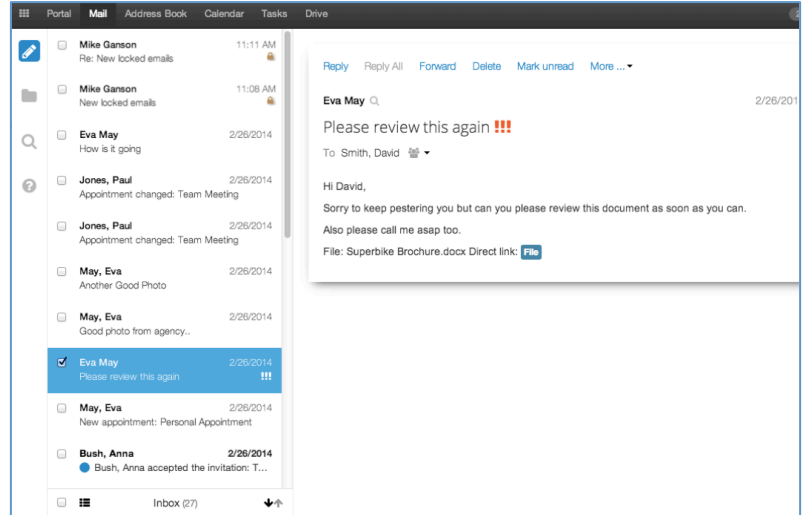 Portal Mail Address Book Calendar Tasks Drive
Mike Ganson 11:11 AM
Re: New locked emails
Mike Ganson 11:08 AM
New locked emails
Eva May 2/26/2014
How is it going
Jones, Paul 2/26/2014
Appointment changed: Team Meeting
Jones, Paul 2/26/2014
Appointment changed: Team Meeting
May, Eva 2/26/2014
Another Good Photo
May, Eva 2/26/2014
Good photo from agency..
Eva May 2/26/2014
Please review this again !!!
May, Eva 2/26/2014
New appointment: Personal Appointment
Bush, Anna 2/26/2014
Bush, Anna accepted the invitation: T...
Inbox (27)
Reply Reply All Forward Delete Mark unread More ...
Eva May 2/26/201
Please review this again !!!
To Smith, David
Hi David,
Sorry to keep pestering you but can you please review this document as soon as you can.
Also please call me asap too.
File: Superbike Brochure.docx Direct link: File